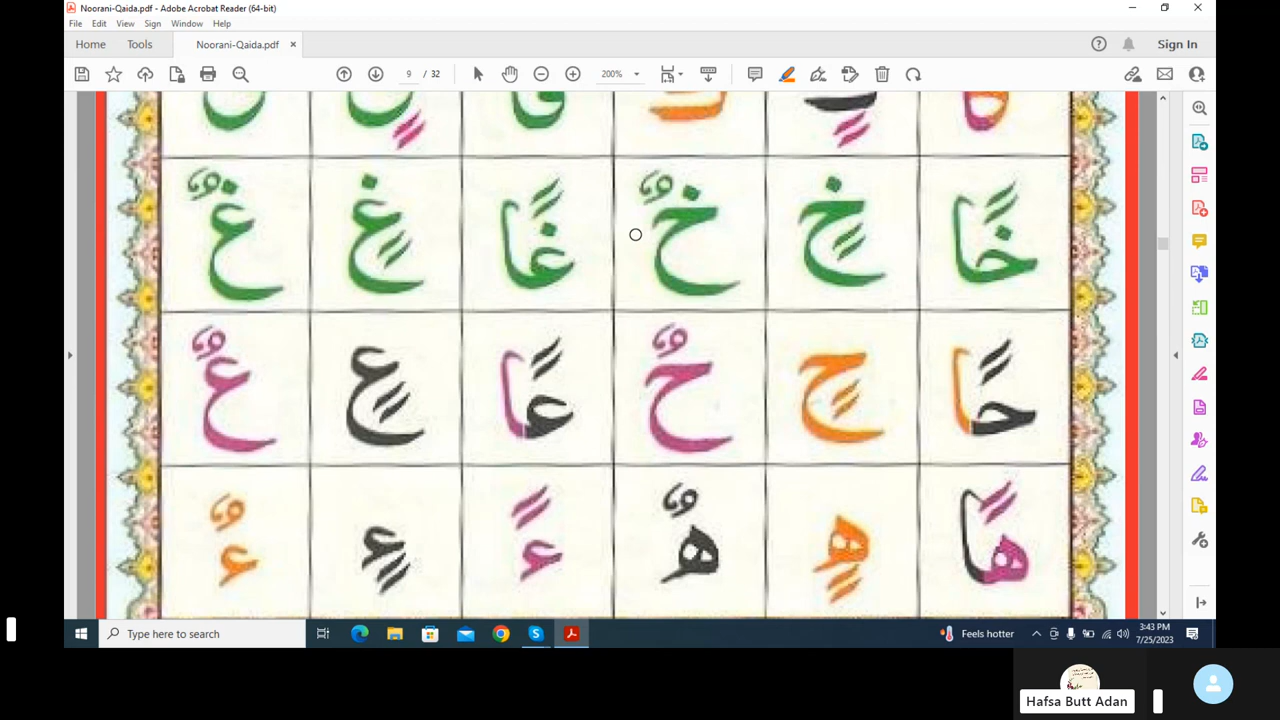 Noorani-Qaida.pdf - Adobe Acrobat Reader (64-bit)
File Edit View Sign Window Help
Home Tools Noorani-Qaida.pdf × Sign In
9 / 32 200%
خًا خٍ خٌ غًا غٍ غٌ
حًا حٍ حٌ عًا عٍ عٌ
هًا هٍ هٌ ءً ءٍ ءٌ
Type here to search
Feels hotter
3:43 PM
7/25/2023
Hafsa Butt Adan